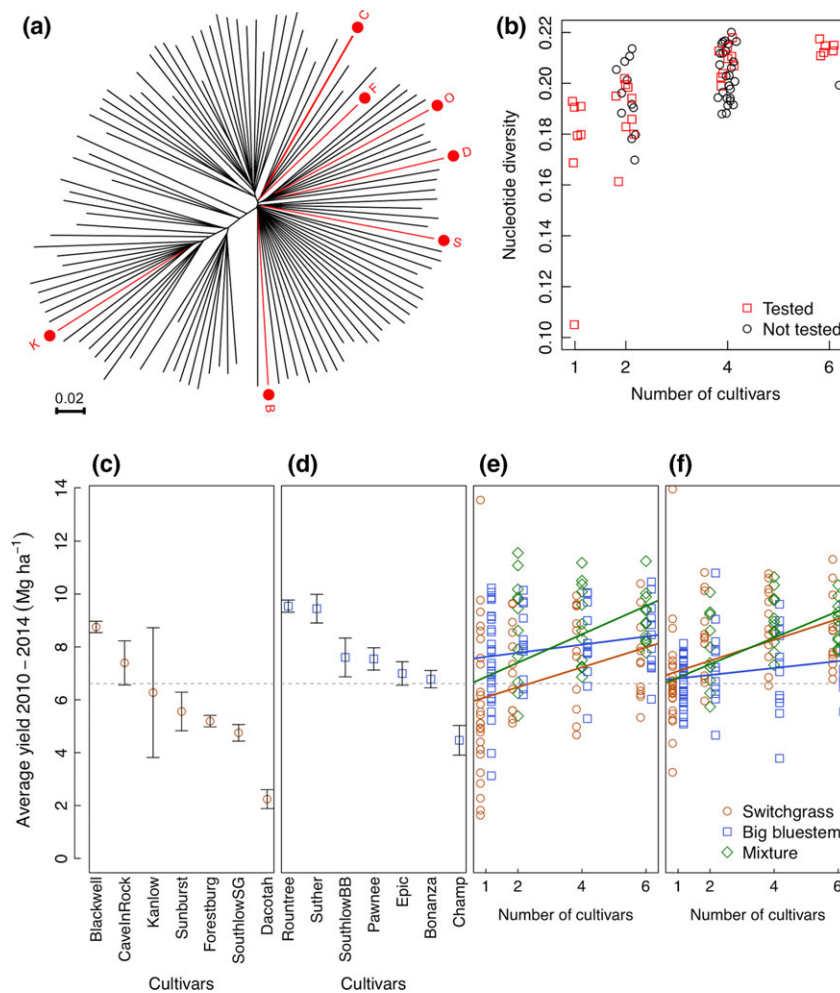 (a)
C
F
O
D
S
B
K
0.02
(b)
Nucleotide diversity
0.22
0.20
0.18
0.16
0.14
0.12
0.10
Tested
Not tested
1
2
4
6
Number of cultivars
(c)
(d)
(e)
(f)
Average yield 2010 – 2014 (Mg ha⁻¹)
14
12
10
8
6
4
2
0
Blackwell
CaveInRock
Kanlow
Sunburst
Forestburg
SouthlowSG
Dacotah
Cultivars
Rountree
Suther
SouthlowBB
Pawnee
Epic
Bonanza
Champ
Cultivars
1
2
4
6
Number of cultivars
Switchgrass
Big bluestem
Mixture
1
2
4
6
Number of cultivars